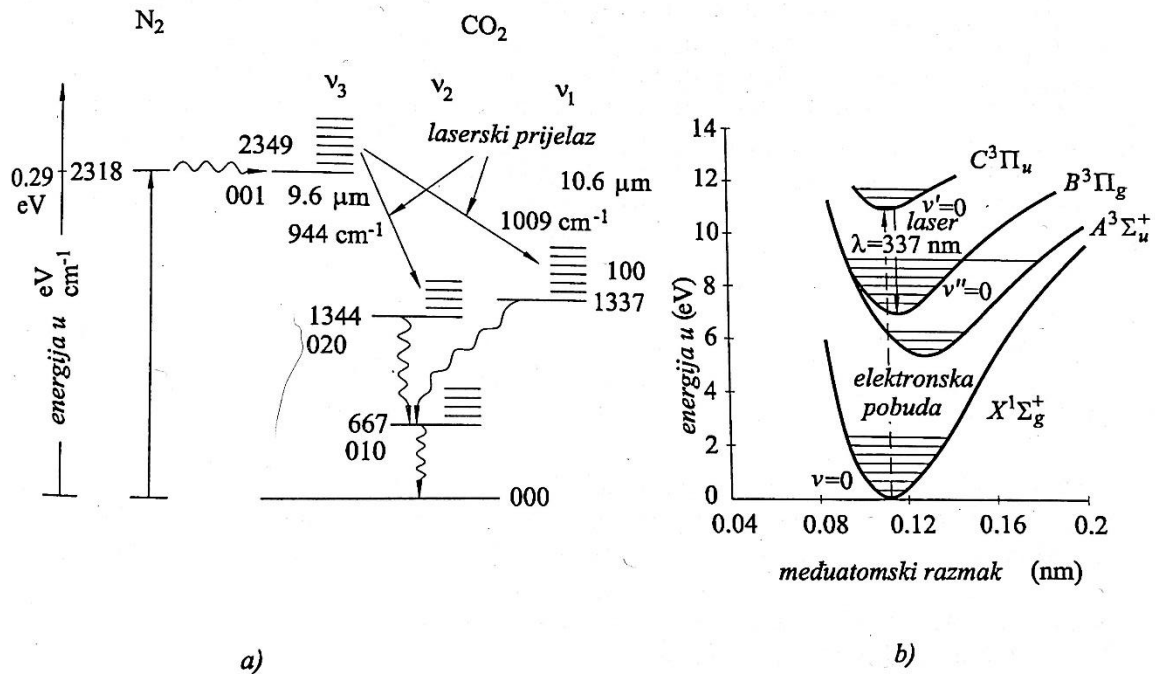 N₂
CO₂
ν₃
ν₂
ν₁
laserski prijelaz
2349
0.29
eV
2318
001
9.6 μm
10.6 μm
944 cm⁻¹
1009 cm⁻¹
100
1337
1344
020
667
010
000
energija u
eV
cm⁻¹
a)
14
12
10
8
6
4
2
0
energija u (eV)
C³Πᵤ
B³Π_g
A³Σᵤ⁺
X¹Σ_g⁺
v'=0
laser
λ=337 nm
v''=0
elektronska
pobuda
v=0
0.04
0.08
0.12
0.16
0.2
međuatomski razmak (nm)
b)